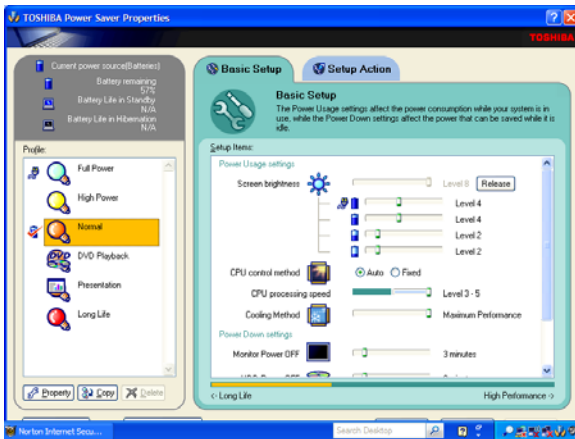 TOSHIBA Power Saver Properties
TOSHIBA
Current power source(Batteries)
Battery remaining
57%
Battery Life in Standby
N/A
Battery Life in Hibernation
N/A
Profile:
Full Power
High Power
Normal
DVD Playback
DVD
Presentation
Long Life
Property
Copy
Delete
Basic Setup
Setup Action
Basic Setup
The Power Usage settings affect the power consumption while your system is in
use, while the Power Down settings affect the power that can be saved while it is
idle.
Setup Items:
Power Usage settings
Screen brightness
Level 8
Release
Level 4
Level 4
Level 2
Level 2
CPU control method
Auto
Fixed
CPU processing speed
Level 3 - 5
Cooling Method
Maximum Performance
Power Down settings
Monitor Power OFF
3 minutes
<- Long Life
High Performance ->
Norton Internet Secu...
Search Desktop